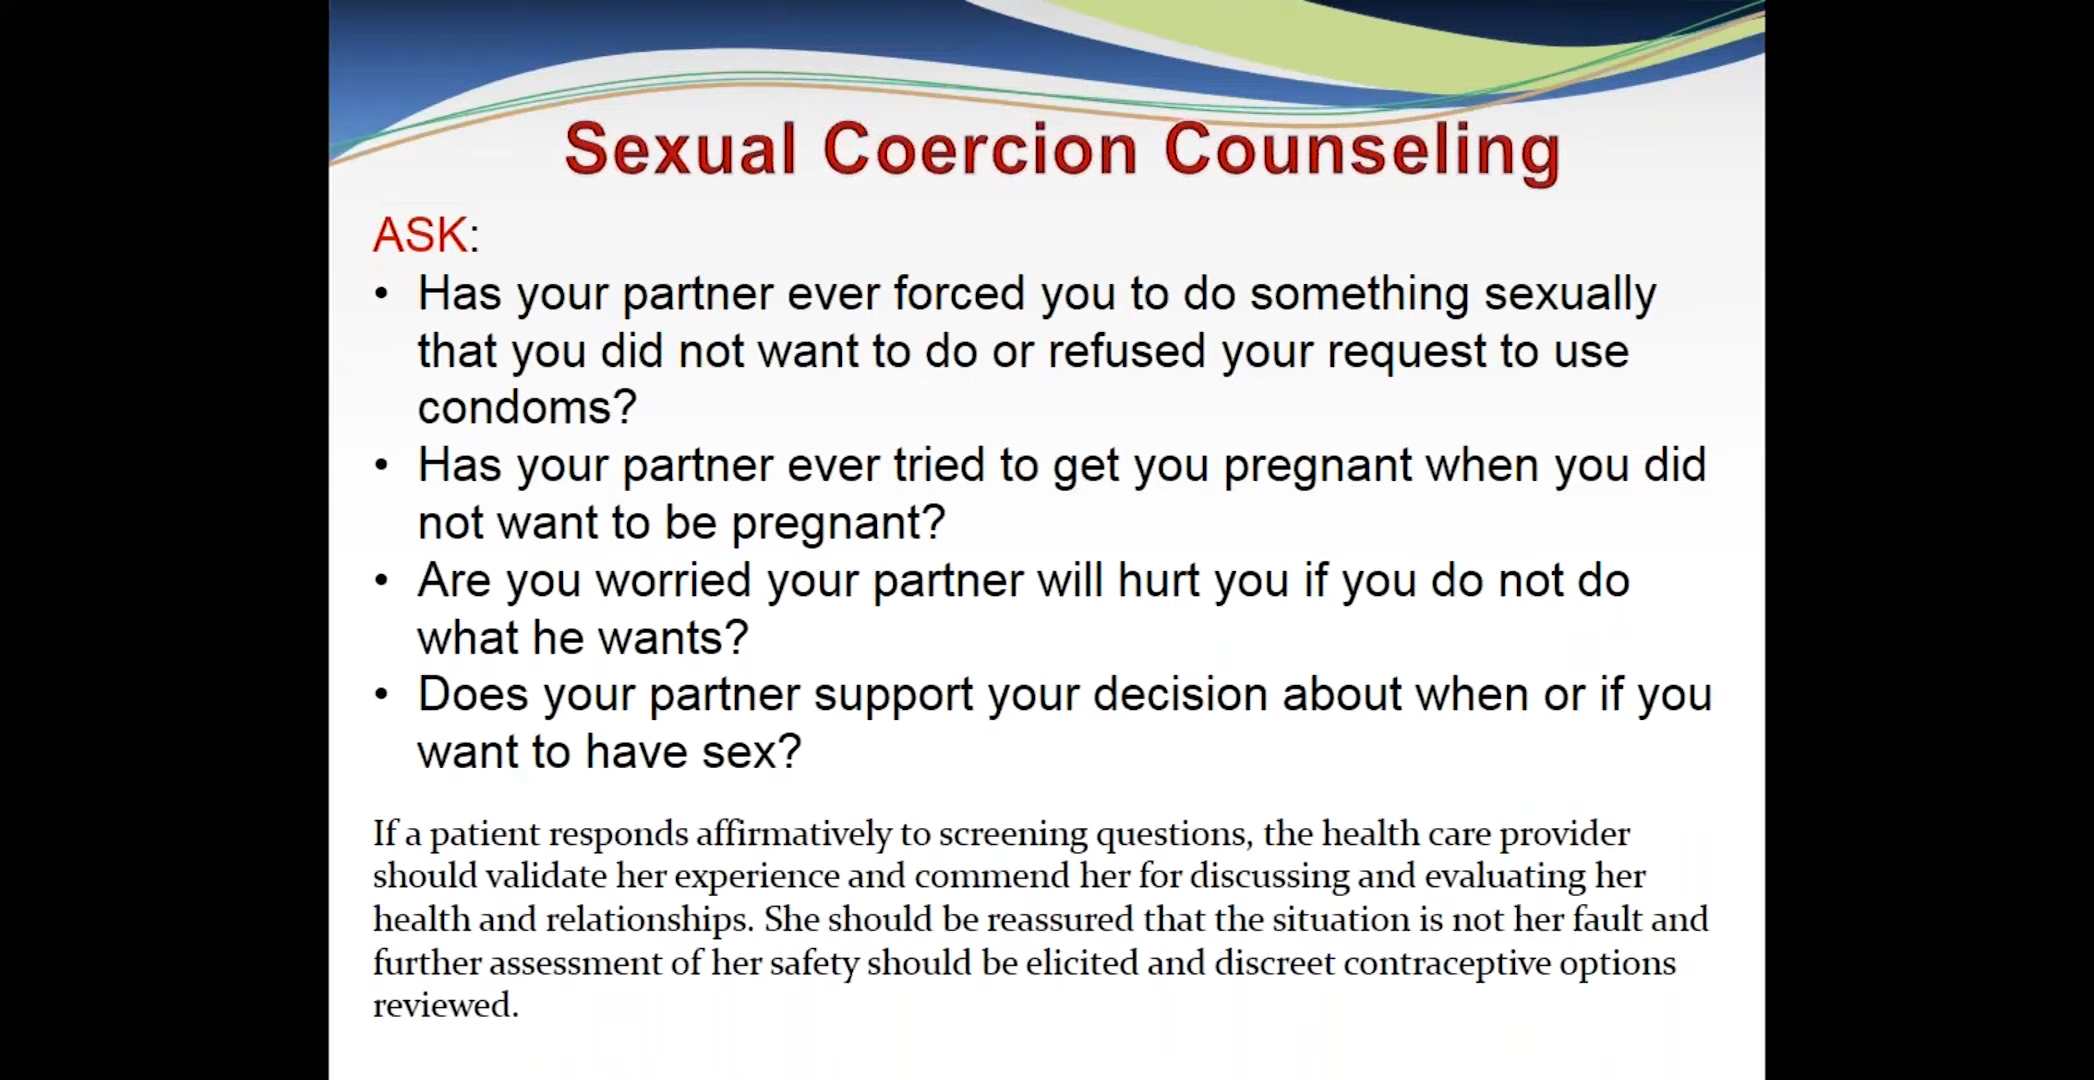 Sexual Coercion Counseling
ASK:
• Has your partner ever forced you to do something sexually
that you did not want to do or refused your request to use
condoms?
• Has your partner ever tried to get you pregnant when you did
not want to be pregnant?
• Are you worried your partner will hurt you if you do not do
what he wants?
• Does your partner support your decision about when or if you
want to have sex?
If a patient responds affirmatively to screening questions, the health care provider
should validate her experience and commend her for discussing and evaluating her
health and relationships. She should be reassured that the situation is not her fault and
further assessment of her safety should be elicited and discreet contraceptive options
reviewed.